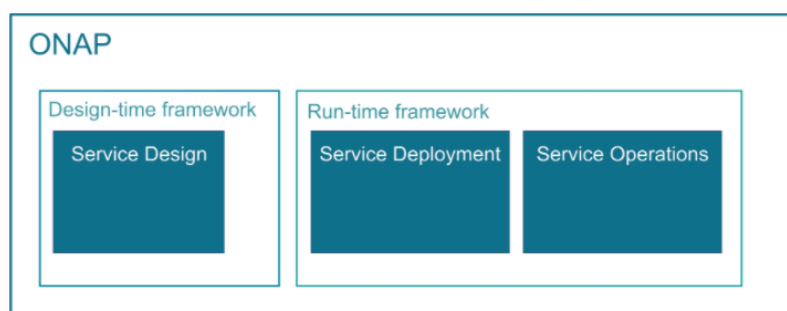 ONAP
Design-time framework
Service Design
Run-time framework
Service Deployment
Service Operations